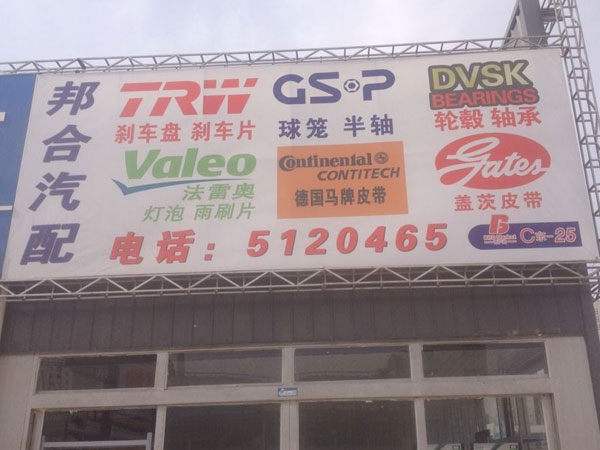 邦合汽配
TRW
刹车盘 刹车片
GSP
球笼 半轴
DVSK
BEARINGS
轮毂 轴承
Valeo
法雷奥
灯泡 雨刷片
Continental
CONTITECH
德国马牌皮带
Gates
盖茨皮带
电话：5120465
C东-25